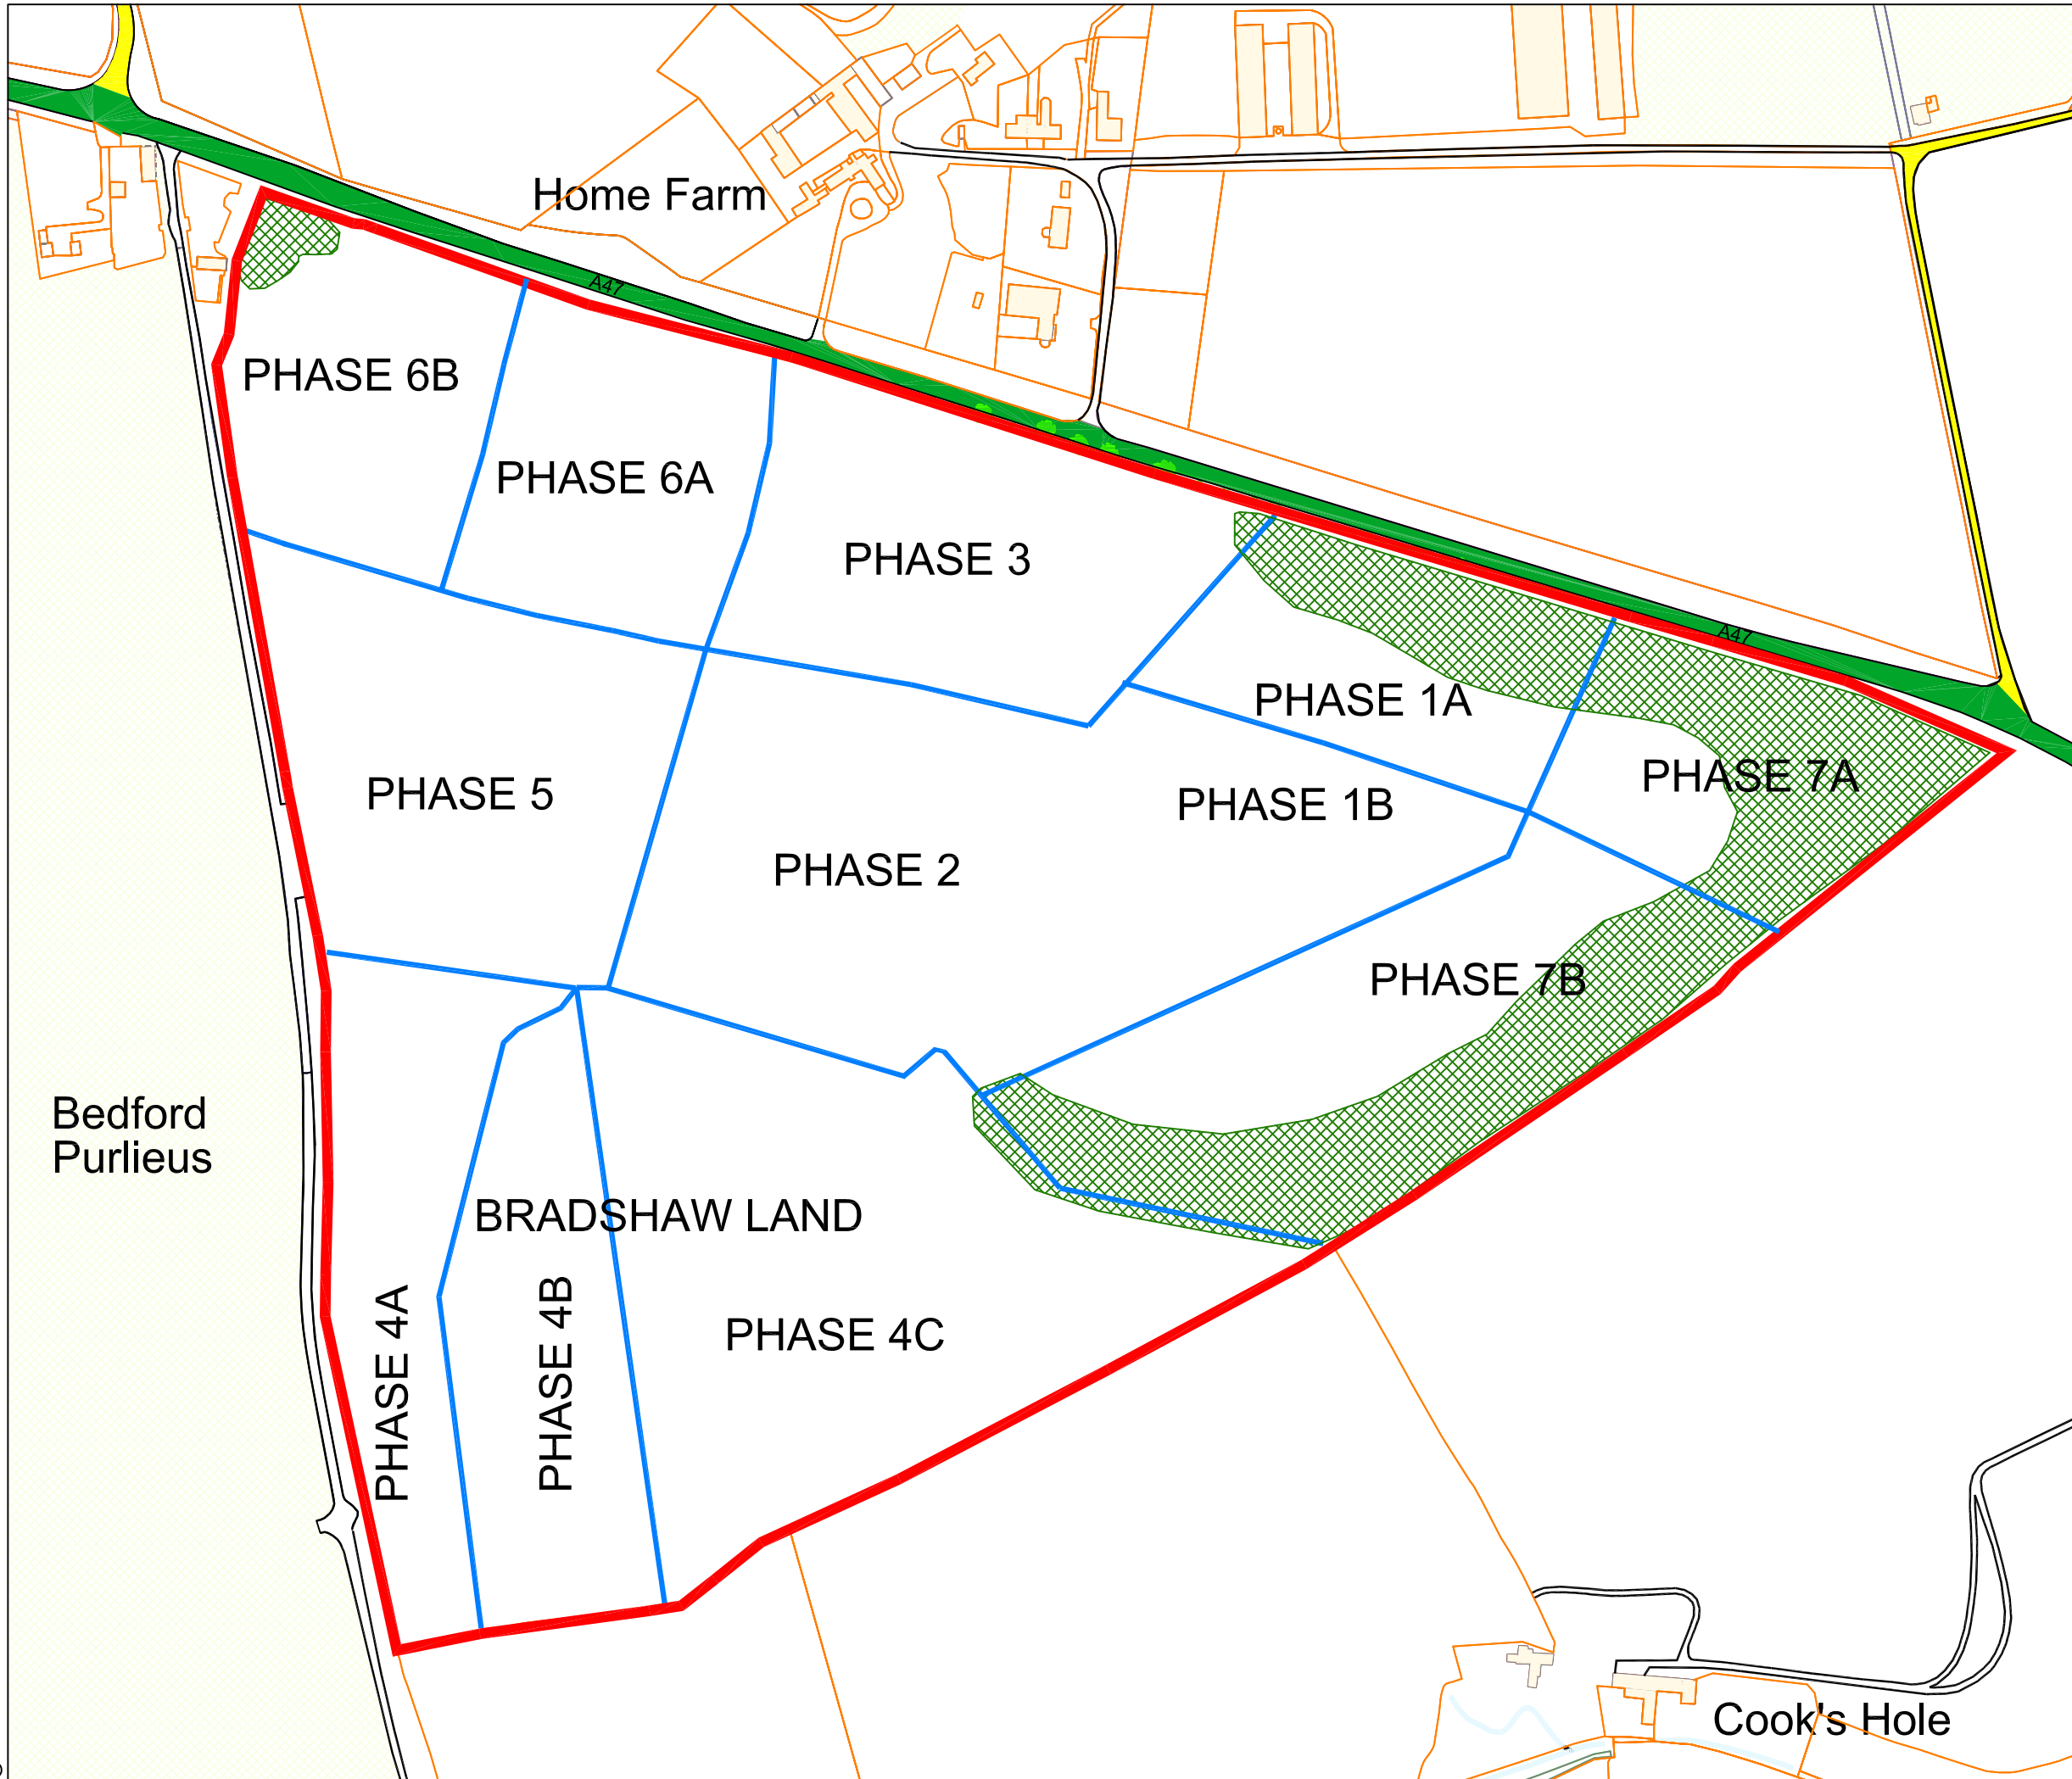 Home Farm
A47
PHASE 6B
PHASE 6A
PHASE 3
A47
PHASE 1A
PHASE 7A
PHASE 5
PHASE 1B
PHASE 2
PHASE 7B
Bedford
Purlieus
BRADSHAW LAND
PHASE 4A
PHASE 4B
PHASE 4C
Cook's Hole